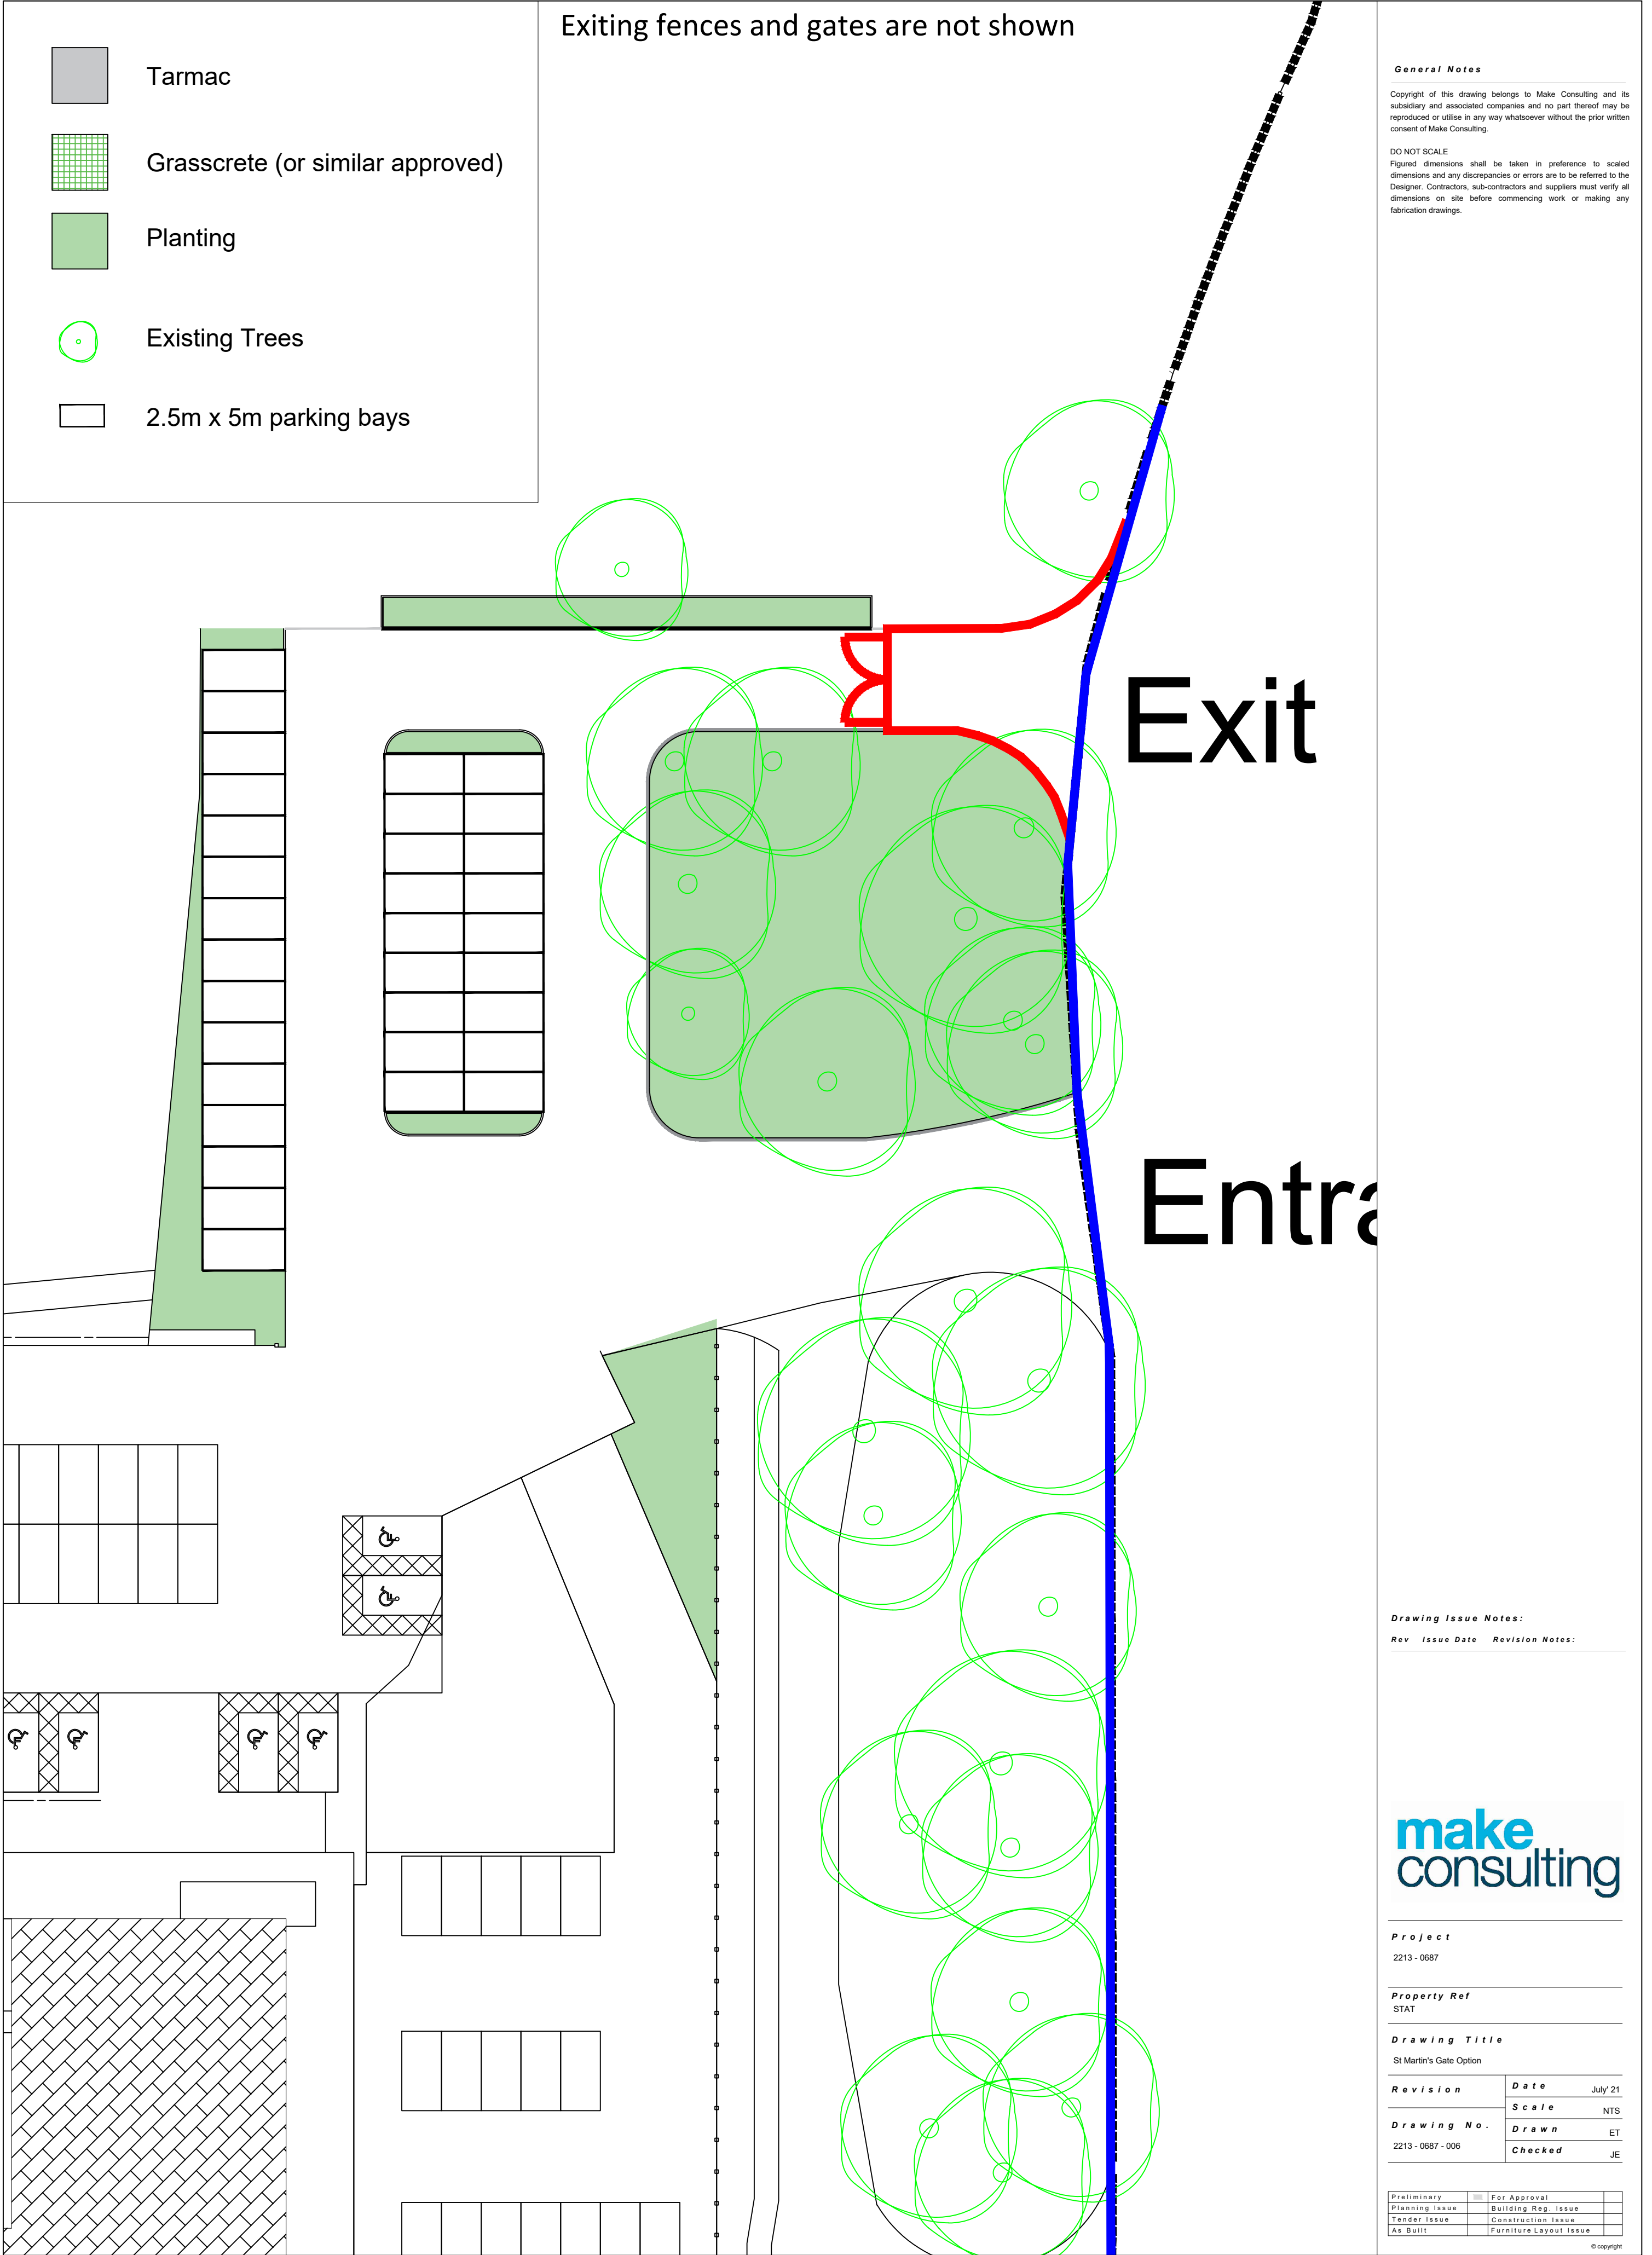 Exiting fences and gates are not shown
Tarmac
Grasscrete (or similar approved)
Planting
Existing Trees
2.5m x 5m parking bays
Exit
Entra
General Notes
Copyright of this drawing belongs to Make Consulting and its
subsidiary and associated companies and no part thereof may be
reproduced or utilise in any way whatsoever without the prior written
consent of Make Consulting.
DO NOT SCALE
Figured dimensions shall be taken in preference to scaled
dimensions and any discrepancies or errors are to be referred to the
Designer. Contractors, sub-contractors and suppliers must verify all
dimensions on site before commencing work or making any
fabrication drawings.
Drawing Issue Notes:
Rev Issue Date Revision Notes:
make
consulting
Project
2213 - 0687
Property Ref
STAT
Drawing Title
St Martin's Gate Option
Revision
Date July' 21
Scale NTS
Drawing No.
2213 - 0687 - 006
Drawn ET
Checked JE
Preliminary For Approval
Planning Issue Building Reg. Issue
Tender Issue Construction Issue
As Built Furniture Layout Issue
© copyright